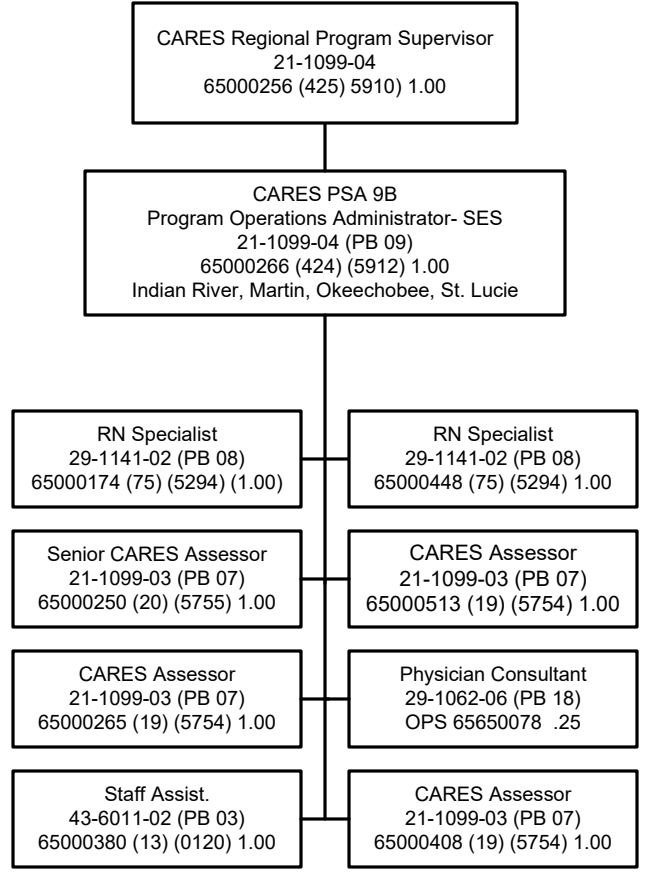 CARES Regional Program Supervisor
21-1099-04
65000256 (425) 5910) 1.00
CARES PSA 9B
Program Operations Administrator- SES
21-1099-04 (PB 09)
65000266 (424) (5912) 1.00
Indian River, Martin, Okeechobee, St. Lucie
RN Specialist
29-1141-02 (PB 08)
65000174 (75) (5294) (1.00)
RN Specialist
29-1141-02 (PB 08)
65000448 (75) (5294) 1.00
Senior CARES Assessor
21-1099-03 (PB 07)
65000250 (20) (5755) 1.00
CARES Assessor
21-1099-03 (PB 07)
65000513 (19) (5754) 1.00
CARES Assessor
21-1099-03 (PB 07)
65000265 (19) (5754) 1.00
Physician Consultant
29-1062-06 (PB 18)
OPS 65650078 .25
Staff Assist.
43-6011-02 (PB 03)
65000380 (13) (0120) 1.00
CARES Assessor
21-1099-03 (PB 07)
65000408 (19) (5754) 1.00